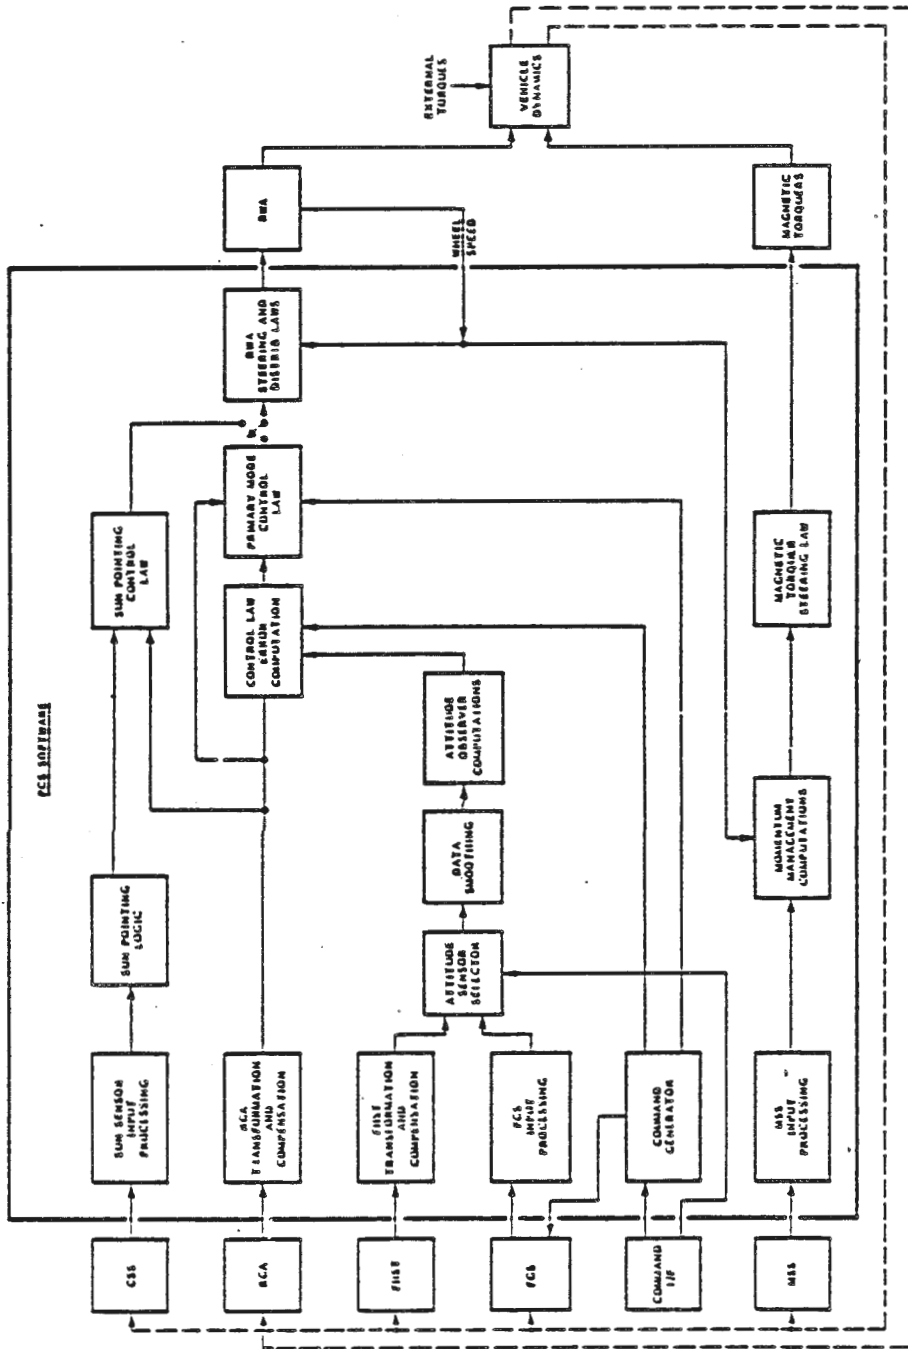 PCS SOFTWARE
CSS
SUN SENSOR
INPUT
PROCESSING
SUN POINTING
LOGIC
SUN POINTING
CONTROL
LAW
RGA
TRANSFORMATION
AND
COMPENSATION
CONTROL LAW
ERROR
COMPUTATION
PRIMARY MODE
CONTROL
LAW
RWA
STEERING AND
DISTRIB LAWS
RWA
WHEEL
SPEED
FHST
FHST
TRANSFORMATION
AND
COMPENSATION
FGS
FGS
INPUT
PROCESSING
ATTITUDE
SENSOR
SELECTOR
DATA
SMOOTHING
ATTITUDE
OBSERVER
COMPUTATIONS
EXTERNAL
TORQUES
VEHICLE
DYNAMICS
COMMAND
I/F
COMMAND
GENERATOR
MSS
MSS
INPUT
PROCESSING
MOMENTUM
MANAGEMENT
COMPUTATIONS
MAGNETIC
TORQUER
STEERING LAW
MAGNETIC
TORQUERS